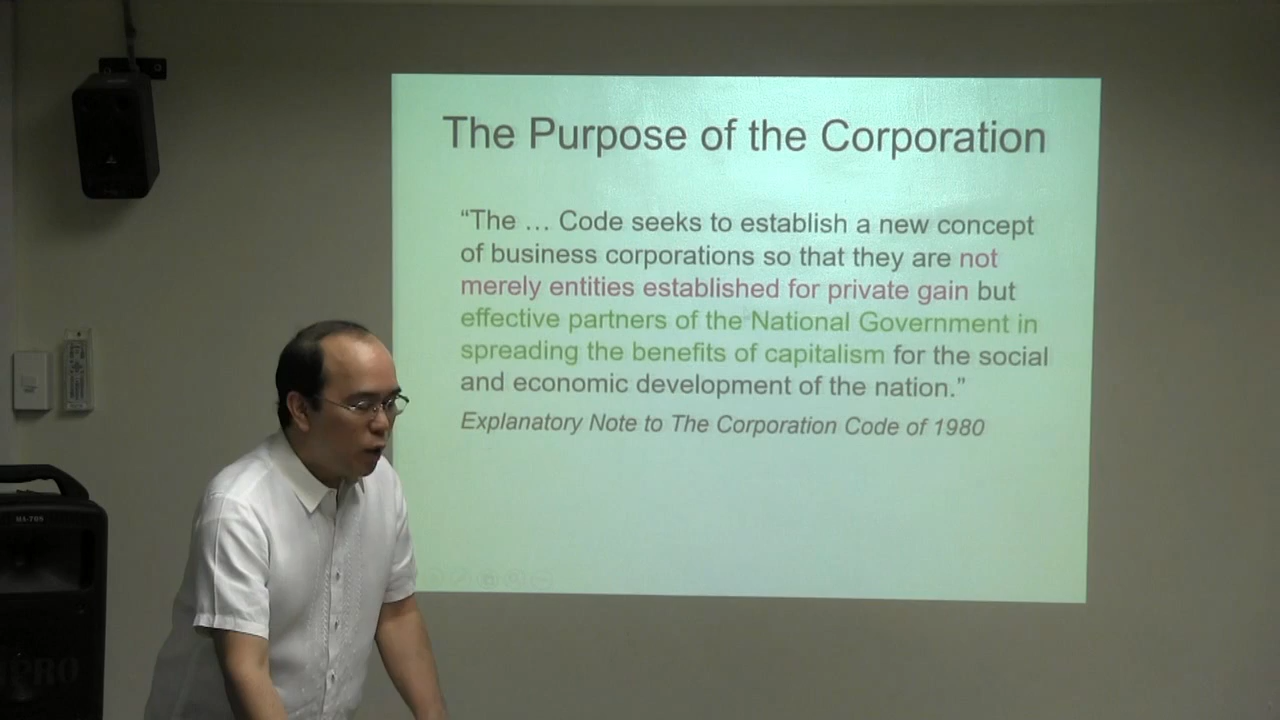 The Purpose of the Corporation
“The … Code seeks to establish a new concept
of business corporations so that they are not
merely entities established for private gain but
effective partners of the National Government in
spreading the benefits of capitalism for the social
and economic development of the nation.”
Explanatory Note to The Corporation Code of 1980
MA-705